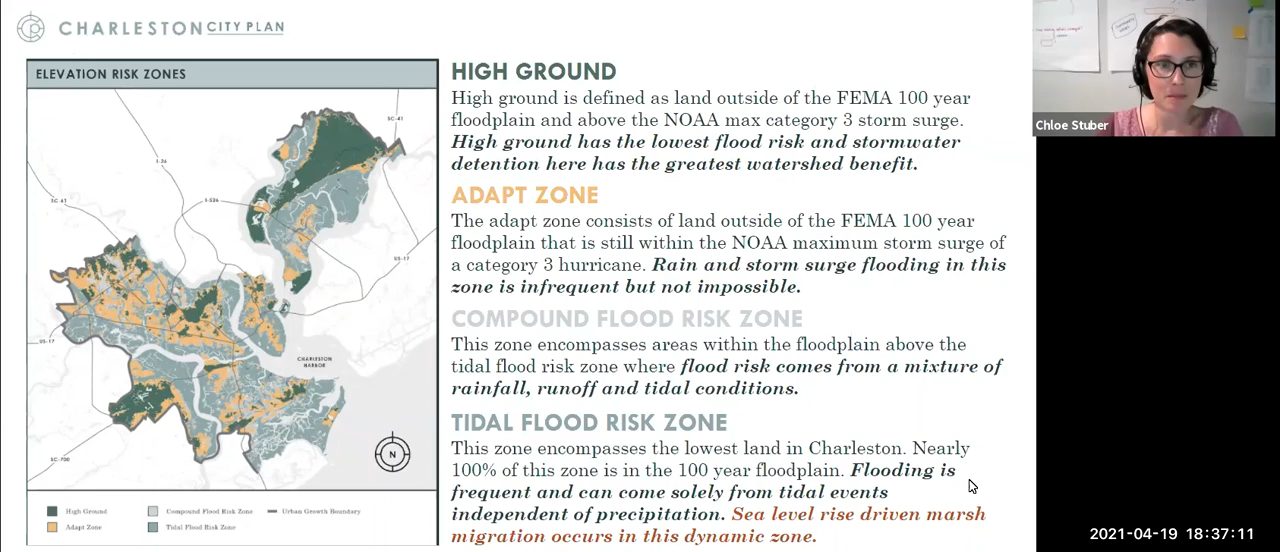 CHARLESTON CITY PLAN
ELEVATION RISK ZONES
SC-41
I-26
SC 61
I-526
US-17
US-17
CHARLESTON
HARBOR
SC-700
N
High Ground
Compound Flood Risk Zone
Urban Growth Boundary
Adapt Zone
Tidal Flood Risk Zone
HIGH GROUND
High ground is defined as land outside of the FEMA 100 year
floodplain and above the NOAA max category 3 storm surge.
High ground has the lowest flood risk and stormwater
detention here has the greatest watershed benefit.
ADAPT ZONE
The adapt zone consists of land outside of the FEMA 100 year
floodplain that is still within the NOAA maximum storm surge of
a category 3 hurricane. Rain and storm surge flooding in this
zone is infrequent but not impossible.
COMPOUND FLOOD RISK ZONE
This zone encompasses areas within the floodplain above the
tidal flood risk zone where flood risk comes from a mixture of
rainfall, runoff and tidal conditions.
TIDAL FLOOD RISK ZONE
This zone encompasses the lowest land in Charleston. Nearly
100% of this zone is in the 100 year floodplain. Flooding is
frequent and can come solely from tidal events
independent of precipitation. Sea level rise driven marsh
migration occurs in this dynamic zone.
Chloe Stuber
2021-04-19 18:37:11